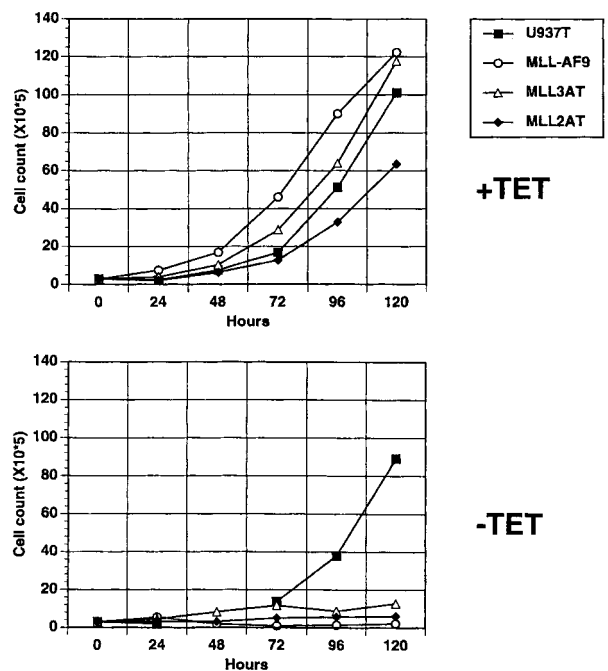 140
120
100
80
60
40
20
0
Cell count (X10*5)
0 24 48 72 96 120
Hours
U937T
MLL-AF9
MLL3AT
MLL2AT
+TET
140
120
100
80
60
40
20
0
Cell count (X10*5)
0 24 48 72 96 120
Hours
-TET